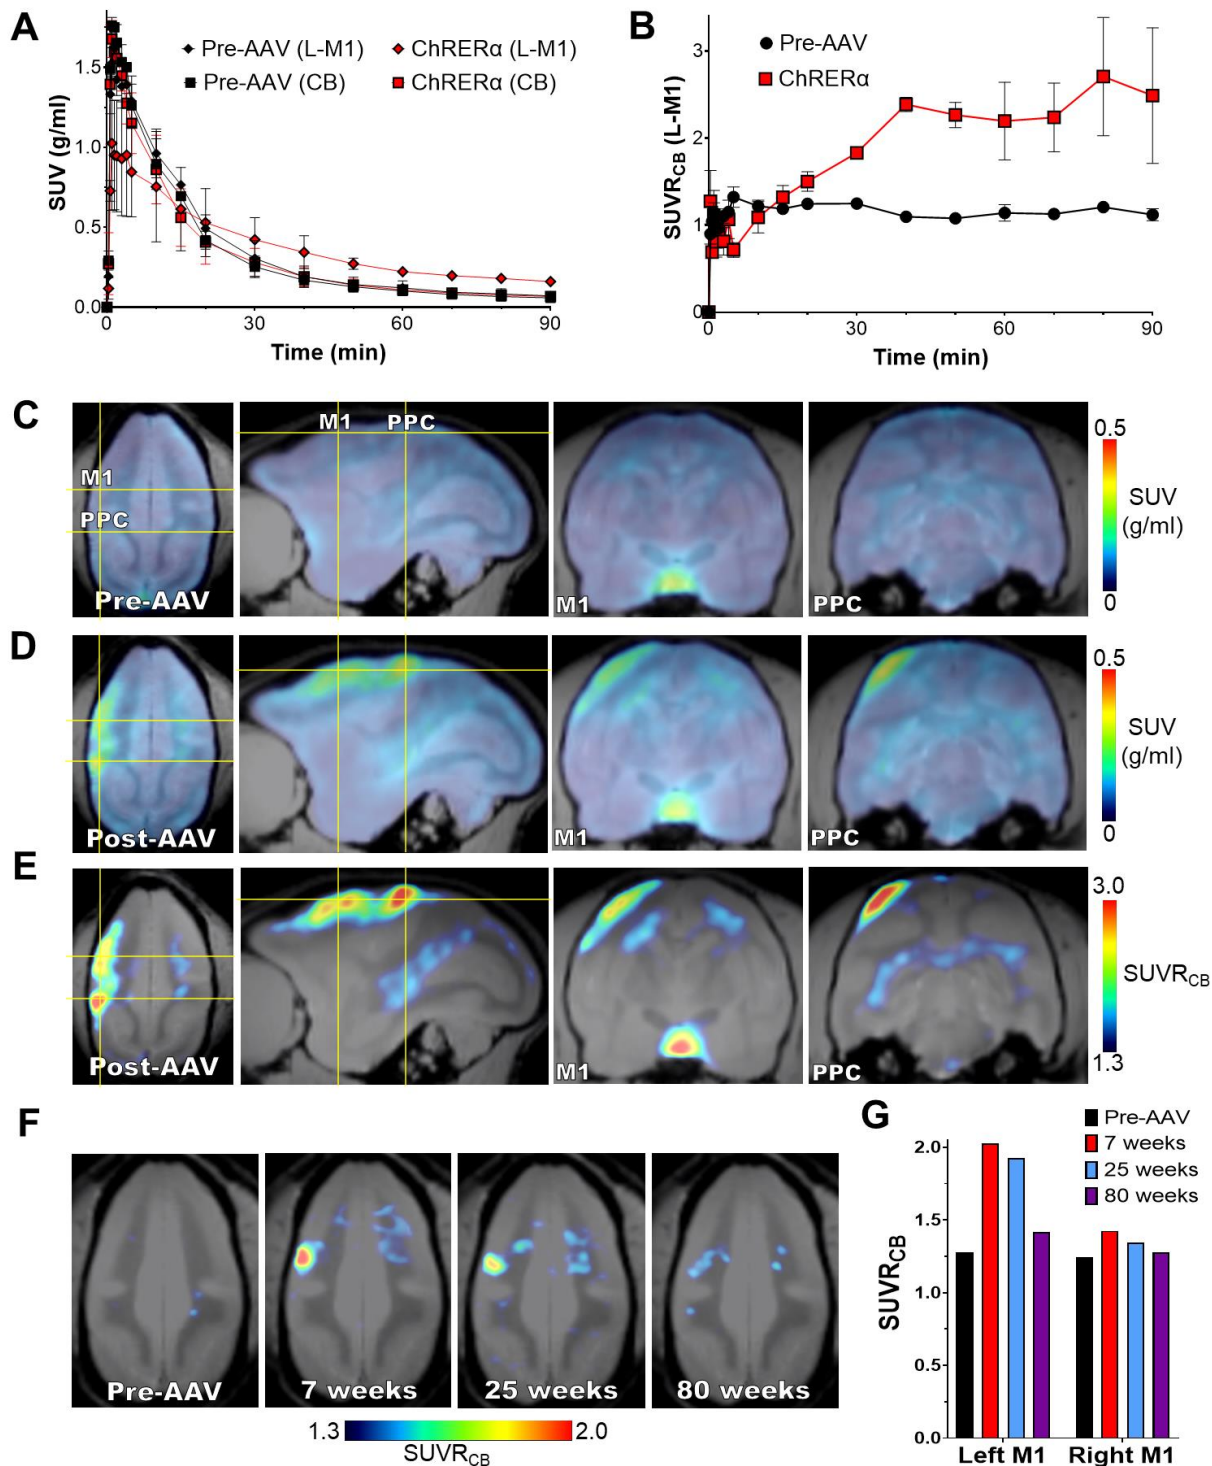 A
Pre-AAV (L-M1)
ChRERα (L-M1)
Pre-AAV (CB)
ChRERα (CB)
SUV (g/ml)
1.5
1.0
0.5
0.0
0
30
60
90
Time (min)
B
Pre-AAV
ChRERα
SUVRCB (L-M1)
3
2
1
0
0
30
60
90
Time (min)
C
M1
PPC
Pre-AAV
M1 PPC
M1
PPC
0.5
SUV
(g/ml)
0
D
Post-AAV
M1
PPC
0.5
SUV
(g/ml)
0
E
Post-AAV
M1
PPC
3.0
SUVRCB
1.3
F
Pre-AAV
7 weeks
25 weeks
80 weeks
1.3
2.0
SUVRCB
G
Pre-AAV
7 weeks
25 weeks
80 weeks
SUVRCB
2.0
1.5
1.0
0.5
0.0
Left M1
Right M1